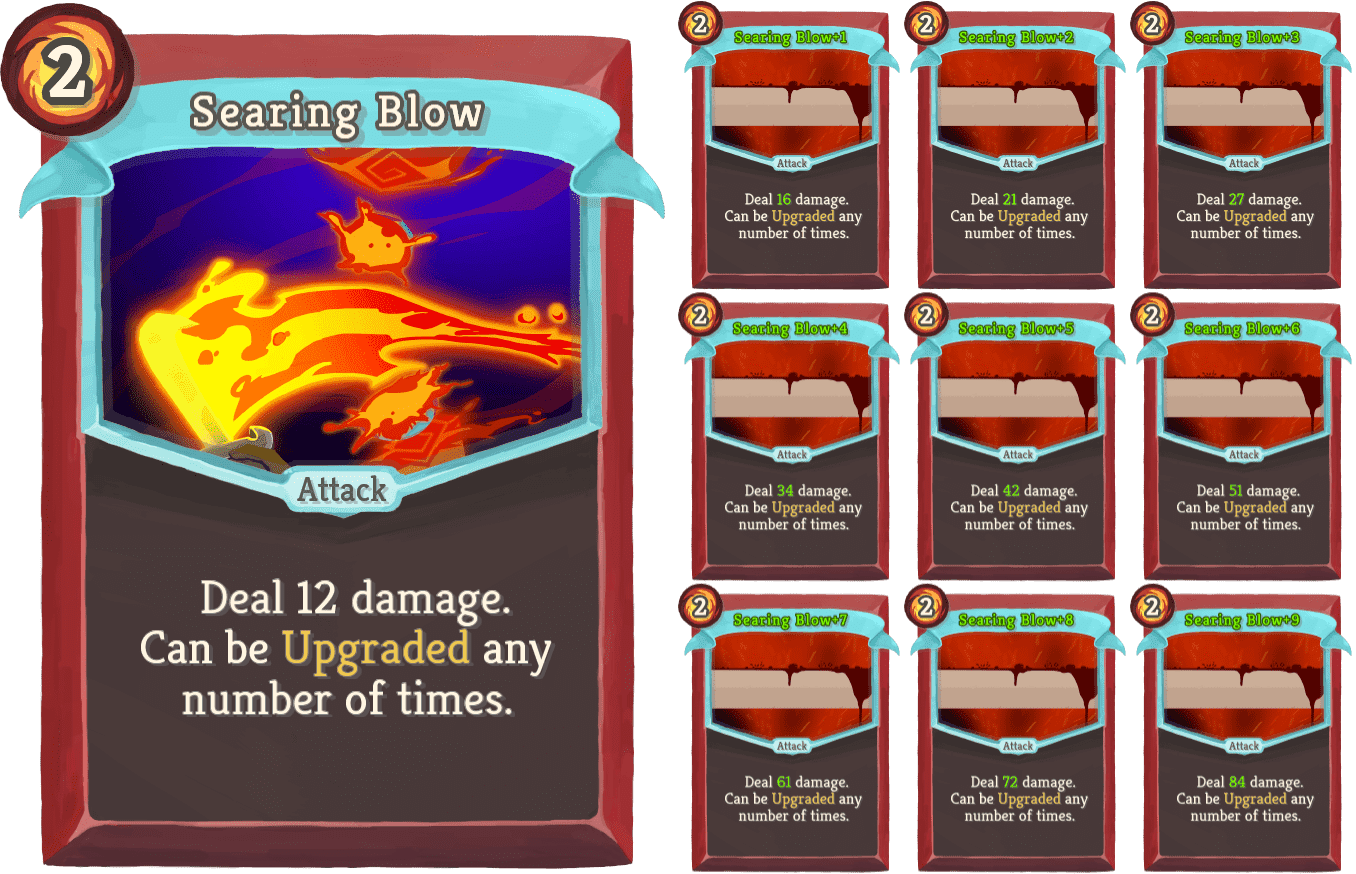 2
Searing Blow
Attack
Deal 12 damage.
Can be Upgraded any
number of times.
2
Searing Blow+1
Attack
Deal 16 damage.
Can be Upgraded any
number of times.
2
Searing Blow+2
Attack
Deal 21 damage.
Can be Upgraded any
number of times.
2
Searing Blow+3
Attack
Deal 27 damage.
Can be Upgraded any
number of times.
2
Searing Blow+4
Attack
Deal 34 damage.
Can be Upgraded any
number of times.
2
Searing Blow+5
Attack
Deal 42 damage.
Can be Upgraded any
number of times.
2
Searing Blow+6
Attack
Deal 51 damage.
Can be Upgraded any
number of times.
2
Searing Blow+7
Attack
Deal 61 damage.
Can be Upgraded any
number of times.
2
Searing Blow+8
Attack
Deal 72 damage.
Can be Upgraded any
number of times.
2
Searing Blow+9
Attack
Deal 84 damage.
Can be Upgraded any
number of times.